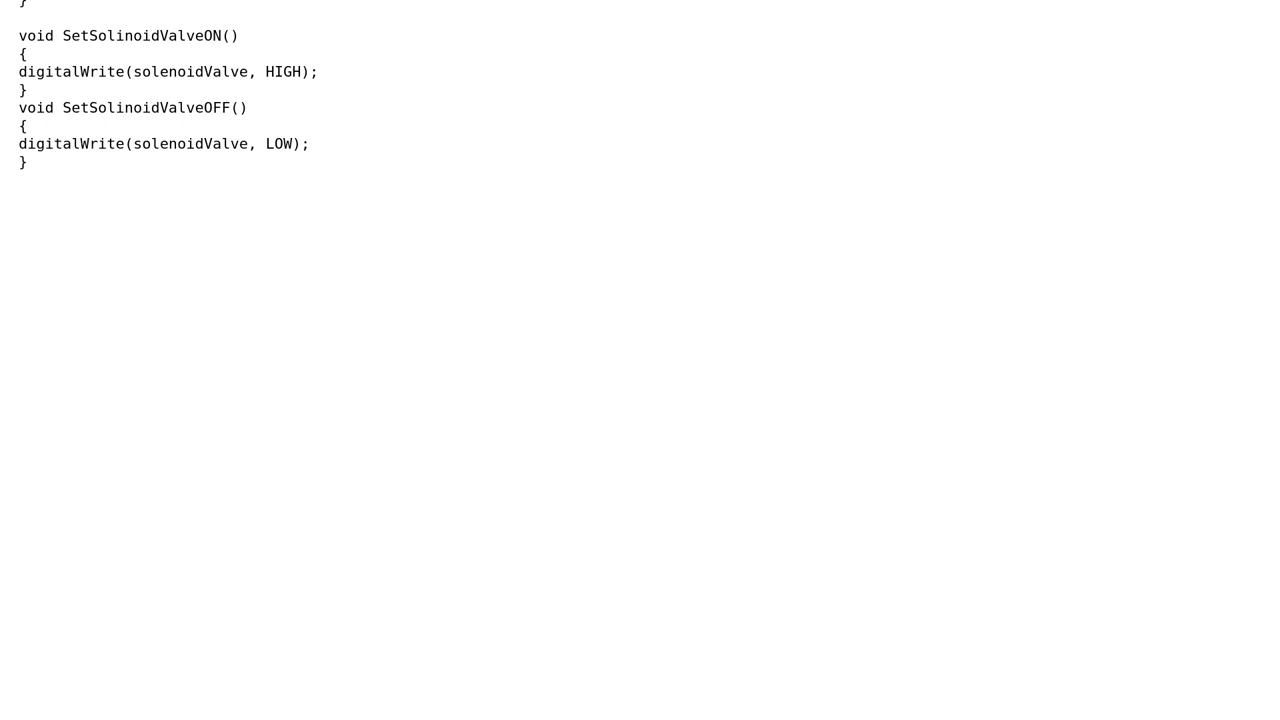 }
void SetSolinoidValveON()
{
digitalWrite(solenoidValve, HIGH);
}
void SetSolinoidValveOFF()
{
digitalWrite(solenoidValve, LOW);
}